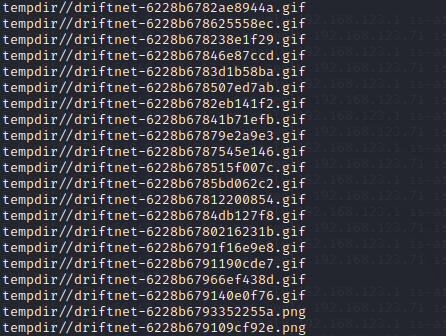 tempdir//driftnet-6228b6782ae8944a.gif
tempdir//driftnet-6228b678625558ec.gif
tempdir//driftnet-6228b678238e1f29.gif
tempdir//driftnet-6228b67846e87ccd.gif
tempdir//driftnet-6228b6783d1b58ba.gif
tempdir//driftnet-6228b678507ed7ab.gif
tempdir//driftnet-6228b6782eb141f2.gif
tempdir//driftnet-6228b67841b71efb.gif
tempdir//driftnet-6228b67879e2a9e3.gif
tempdir//driftnet-6228b6787545e146.gif
tempdir//driftnet-6228b678515f007c.gif
tempdir//driftnet-6228b6785bd062c2.gif
tempdir//driftnet-6228b67812200854.gif
tempdir//driftnet-6228b6784db127f8.gif
tempdir//driftnet-6228b6780216231b.gif
tempdir//driftnet-6228b6791f16e9e8.gif
tempdir//driftnet-6228b6791190cde7.gif
tempdir//driftnet-6228b67966ef438d.gif
tempdir//driftnet-6228b679140e0f76.gif
tempdir//driftnet-6228b6793352255a.png
tempdir//driftnet-6228b679109cf92e.png